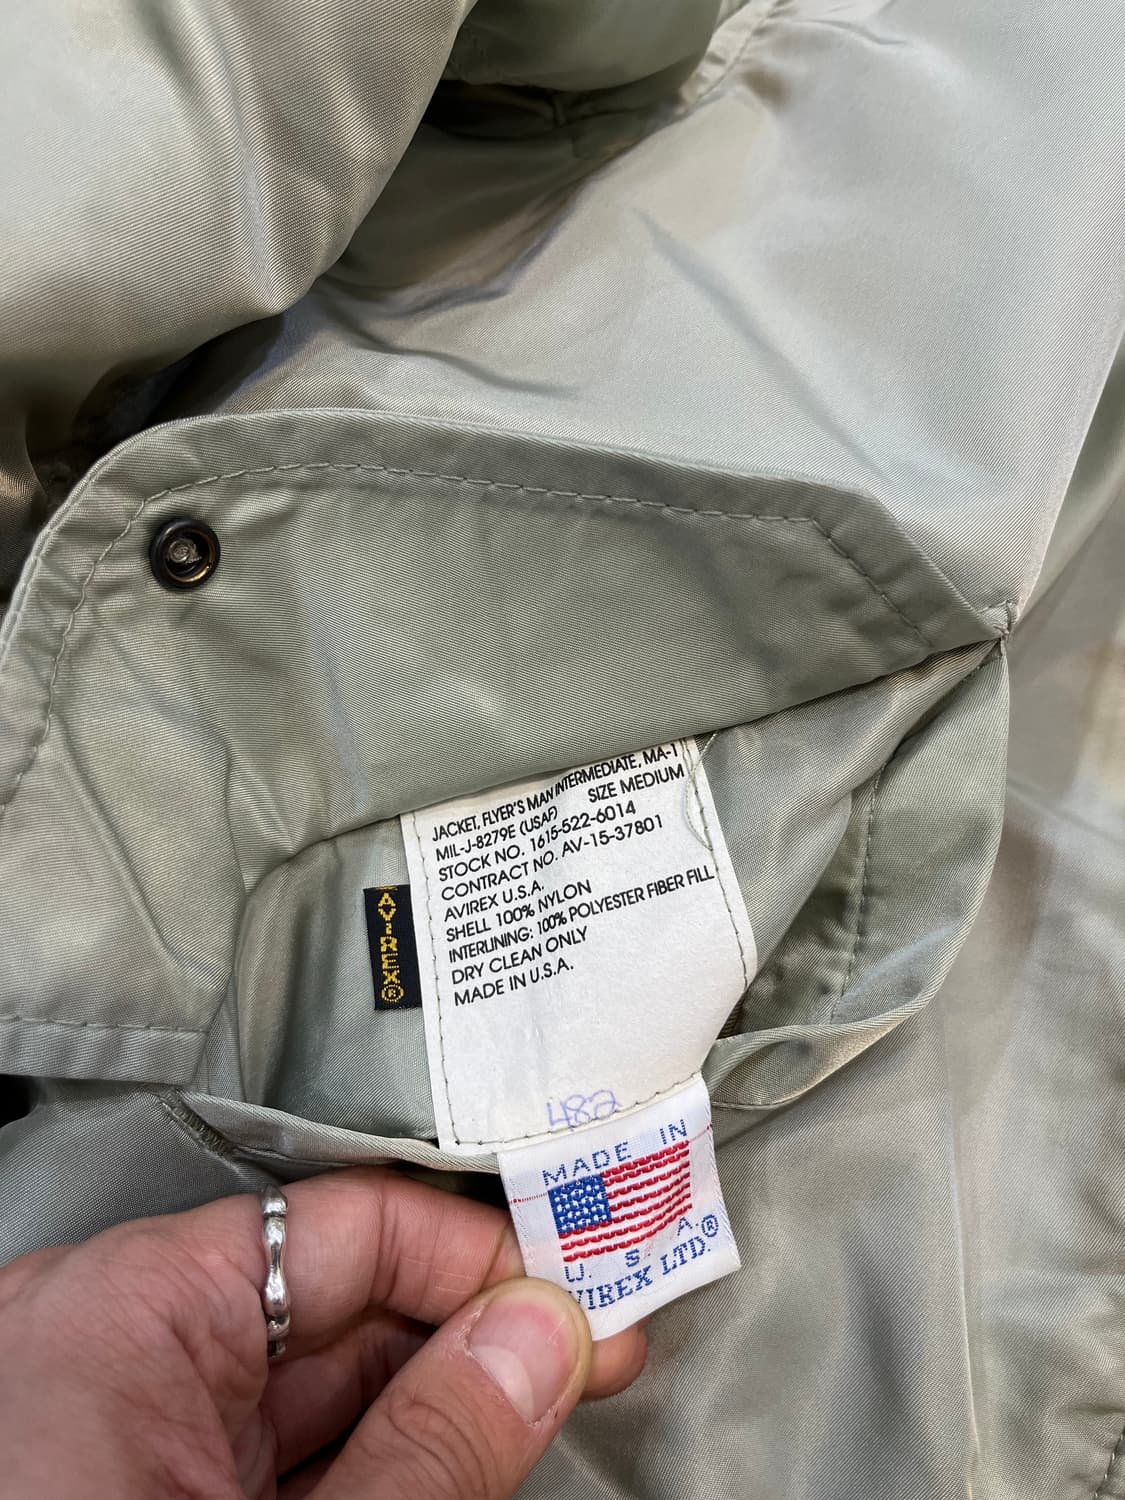 JACKET, FLYER'S MAN INTERMEDIATE, MA-1
MIL-J-8279E (USAF) SIZE MEDIUM
STOCK NO. 1615-522-6014
CONTRACT NO. AV-15-37801
AVIREX U.S.A.
SHELL 100% NYLON
INTERLINING: 100% POLYESTER FIBER FILL
DRY CLEAN ONLY
MADE IN U.S.A.
AVIREX®
482
MADE IN
U. S. A.
VIREX LTD.®